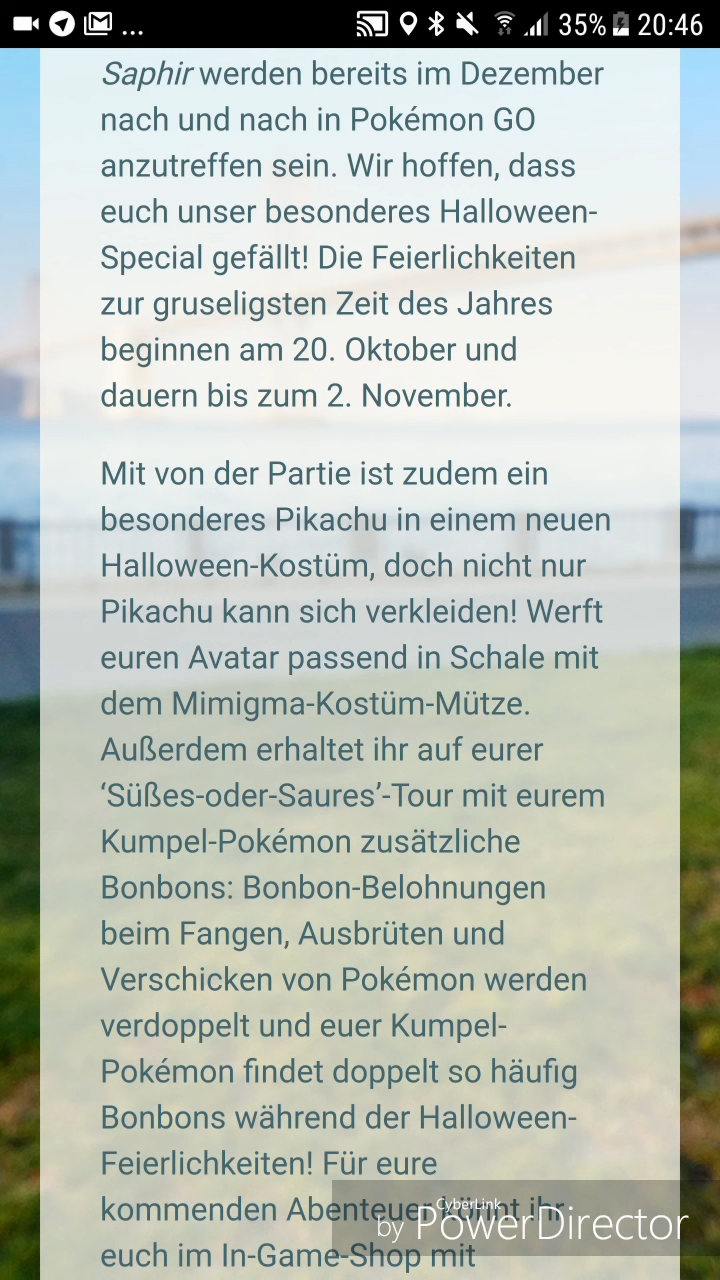 ... 35% 20:46
Saphir werden bereits im Dezember
nach und nach in Pokémon GO
anzutreffen sein. Wir hoffen, dass
euch unser besonderes Halloween-
Special gefällt! Die Feierlichkeiten
zur gruseligsten Zeit des Jahres
beginnen am 20. Oktober und
dauern bis zum 2. November.
Mit von der Partie ist zudem ein
besonderes Pikachu in einem neuen
Halloween-Kostüm, doch nicht nur
Pikachu kann sich verkleiden! Werft
euren Avatar passend in Schale mit
dem Mimigma-Kostüm-Mütze.
Außerdem erhaltet ihr auf eurer
‘Süßes-oder-Saures’-Tour mit eurem
Kumpel-Pokémon zusätzliche
Bonbons: Bonbon-Belohnungen
beim Fangen, Ausbrüten und
Verschicken von Pokémon werden
verdoppelt und euer Kumpel-
Pokémon findet doppelt so häufig
Bonbons während der Halloween-
Feierlichkeiten! Für eure
kommenden Abenteuer könnt ihr
euch im In-Game-Shop mit
CyberLink
by PowerDirector